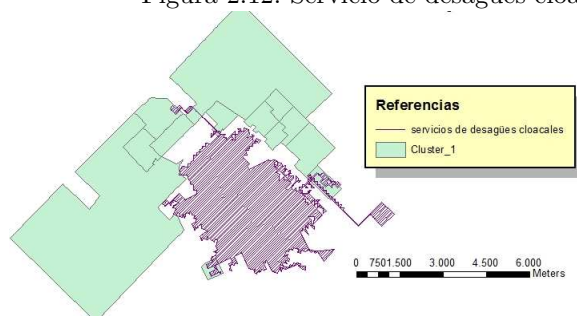 Figura 2.12: Servicio de desagües cloa
Referencias
servicios de desagües cloacales
Cluster_1
0 7501.500 3.000 4.500 6.000
Meters